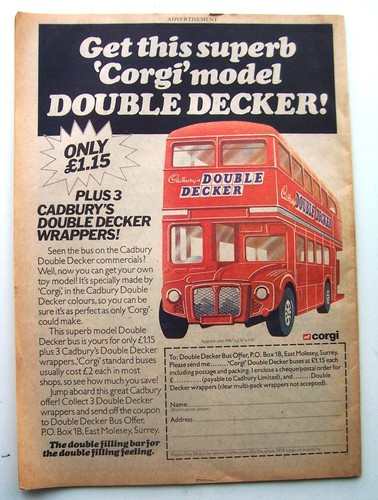 ADVERTISEMENT
Get this superb
'Corgi' model
DOUBLE DECKER!
ONLY
£1.15
PLUS 3
CADBURY'S
DOUBLE DECKER
WRAPPERS!
Seen the bus on the Cadbury
Double Decker commercials?
Well, now you can get your own
toy model! It's specially made by
'Corgi,' in the Cadbury Double
Decker colours, so you can be
sure it's as perfect as only 'Corgi'
could make.
This superb model Double
Decker bus is yours for only £1.15
plus 3 Cadbury's Double Decker
wrappers. 'Corgi' standard buses
usually cost £2 each in most
shops, so see how much you save!
Jump aboard this great Cadbury
offer! Collect 3 Double Decker
wrappers and send off the coupon
to Double Decker Bus Offer,
P.O. Box 1B, East Molesey, Surrey.
The double filling bar for
the double filling feeling.
Cadbury's DOUBLE
DECKER
Cadbury's DOUBLE DECKER
corgi
To: Double Decker Bus Offer, P.O. Box 1B, East Molesey, Surrey.
Please send me........'Corgi' Double Decker buses at £1.15 each
including postage and packing. I enclose a cheque/postal order for
£............(payable to Cadbury Limited), and..........Double
Decker wrappers (clear multi-pack wrappers not accepted).
Name
Address